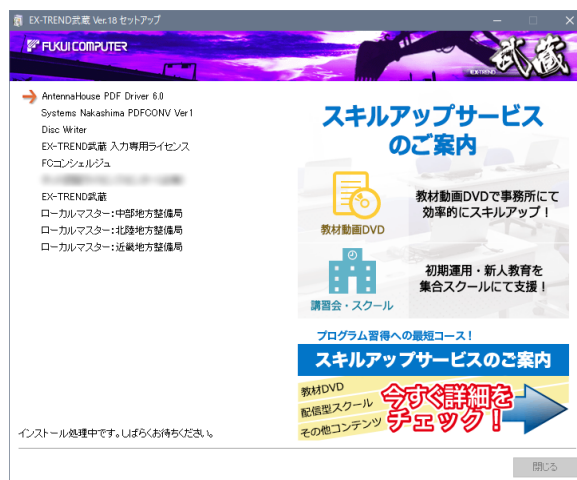 EX-TREND武蔵 Ver.18 セットアップ
FUKUI COMPUTER
EX-TREND 武蔵
AntennaHouse PDF Driver 6.0
Systems Nakashima PDFCONV Ver1
Disc Writer
EX-TREND武蔵 入力専用ライセンス
FCコンシェルジュ
EX-TREND武蔵
ローカルマスター:中部地方整備局
ローカルマスター:北陸地方整備局
ローカルマスター:近畿地方整備局
インストール処理中です。しばらくお待ちください。
スキルアップサービス
のご案内
教材動画DVD
教材動画DVDで事務所にて
効率的にスキルアップ!
講習会・スクール
初期運用・新人教育を
集合スクールにて支援!
プログラム習得への最短コース!
スキルアップサービスのご案内
教材DVD
配信型スクール
その他コンテンツ
今すぐ詳細を
チェック!
閉じる